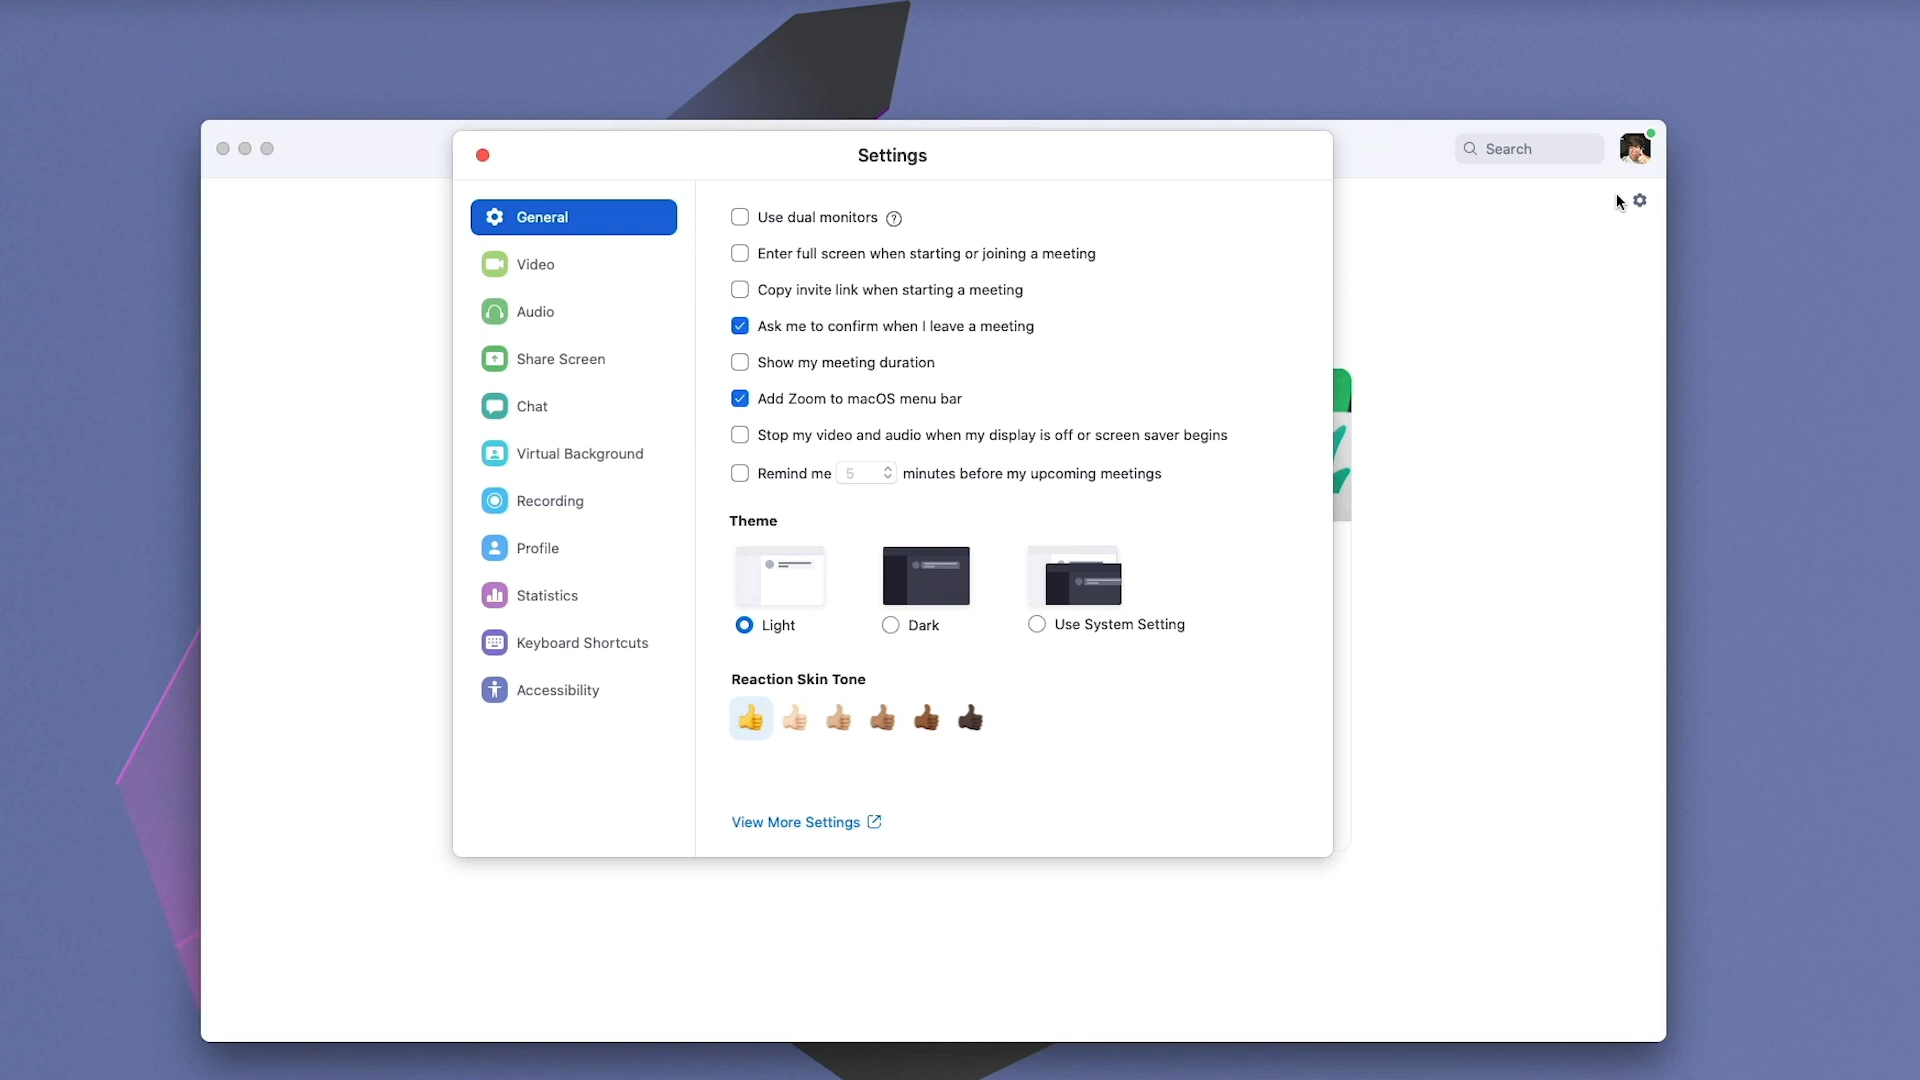 Settings
Search
General
Video
Audio
Share Screen
Chat
Virtual Background
Recording
Profile
Statistics
Keyboard Shortcuts
Accessibility
Use dual monitors ?
Enter full screen when starting or joining a meeting
Copy invite link when starting a meeting
Ask me to confirm when I leave a meeting
Show my meeting duration
Add Zoom to macOS menu bar
Stop my video and audio when my display is off or screen saver begins
Remind me 5 minutes before my upcoming meetings
Theme
Light
Dark
Use System Setting
Reaction Skin Tone
View More Settings